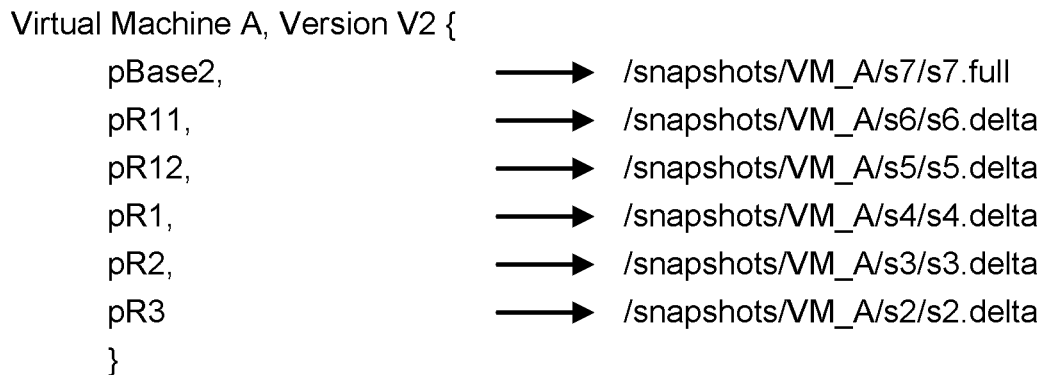 Virtual Machine A, Version V2 {
pBase2, /snapshots/VM_A/s7/s7.full
pR11, /snapshots/VM_A/s6/s6.delta
pR12, /snapshots/VM_A/s5/s5.delta
pR1, /snapshots/VM_A/s4/s4.delta
pR2, /snapshots/VM_A/s3/s3.delta
pR3 /snapshots/VM_A/s2/s2.delta
}